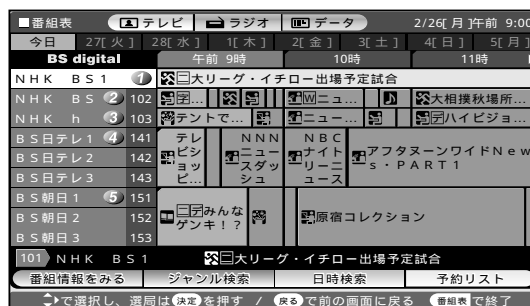 ■番組表 テレビ ラジオ データ 2/26[月]午前 9:00
今日 27[火] 28[水] 1[木] 2[金] 3[土] 4[日] 5[月]
BS digital 午前 9時 10時 11時
NHK BS1 1 大リーグ・イチロー出場予定試合
NHK BS 2 102 字... Wニュ... 大相撲秋場所...
NHK h 3 103 テントで... ニュー... デハイビジョ...
BS日テレ1 4 141 テレビショッピ... NNNニュースダッシュ NBCナイトリーニュース アフタヌーンワイドNews・PART1
BS日テレ2 142
BS日テレ3 143
BS朝日1 5 151 二デみんなゲンキ!? 原宿コレクション
BS朝日2 152
BS朝日3 153
101 NHK BS1 大リーグ・イチロー出場予定試合
番組情報をみる ジャンル検索 日時検索 予約リスト
で選択し、選局は 決定 を押す / 戻る で前の画面に戻る 番組表 で終了